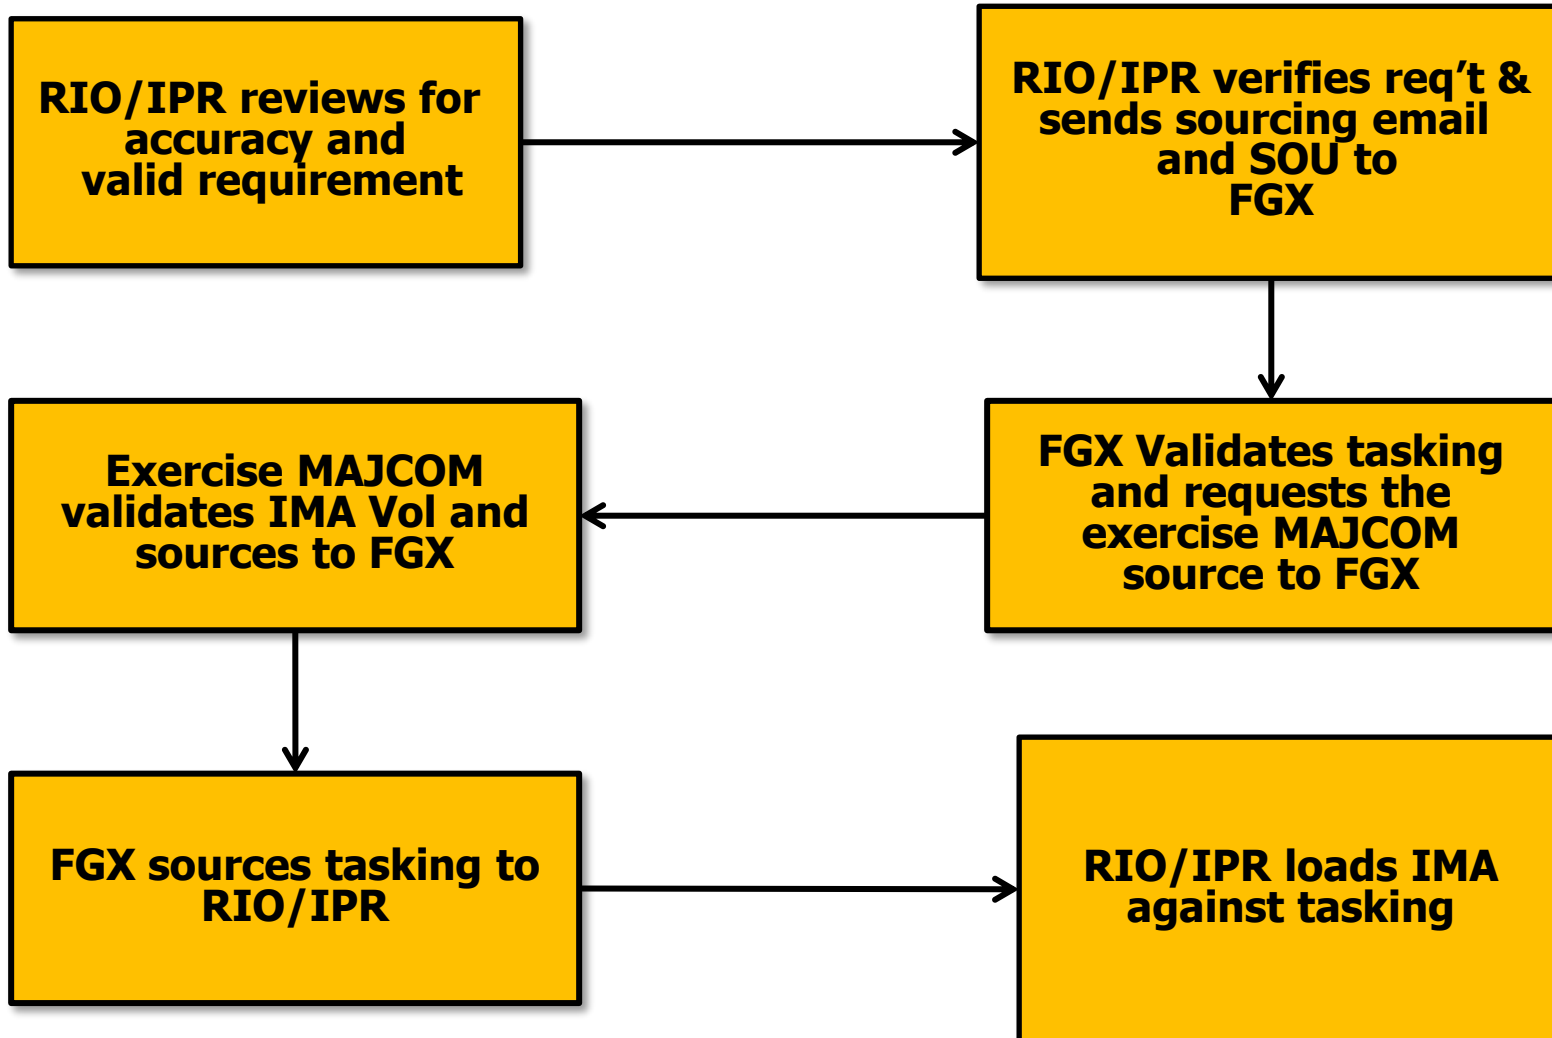 RIO/IPR reviews for
accuracy and
valid requirement
RIO/IPR verifies req’t &
sends sourcing email
and SOU to
FGX
FGX Validates tasking
and requests the
exercise MAJCOM
source to FGX
Exercise MAJCOM
validates IMA Vol and
sources to FGX
FGX sources tasking to
RIO/IPR
RIO/IPR loads IMA
against tasking